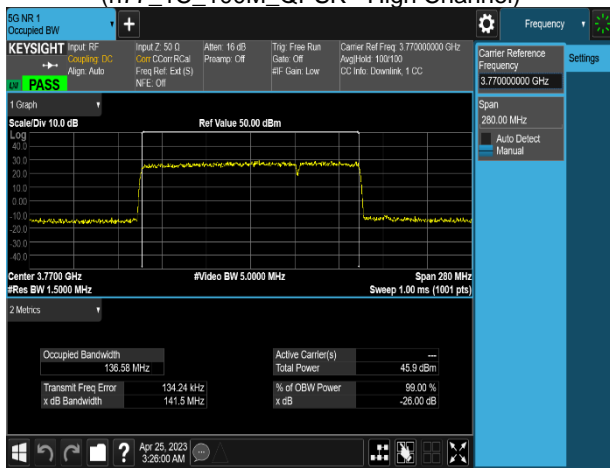 5G NR 1
Occupied BW
Frequency
KEYSIGHT
Input: RF
Coupling: DC
Align: Auto
Input Z: 50 Ω
Corr CCorr RCal
Freq Ref: Ext (S)
NFE: Off
Atten: 16 dB
Preamp: Off
Trig: Free Run
Gate: Off
#IF Gain: Low
Carrier Ref Freq: 3.770000000 GHz
Avg|Hold: 100/100
CC Info: Downlink, 1 CC
PASS
Carrier Reference
Frequency
3.770000000 GHz
Settings
Span
280.00 MHz
Auto Detect
Manual
1 Graph
Scale/Div 10.0 dB
Ref Value 50.00 dBm
Log
40.0
30.0
20.0
10.0
0.00
-10.0
-20.0
-30.0
-40.0
Center 3.7700 GHz
#Video BW 5.0000 MHz
Span 280 MHz
#Res BW 1.5000 MHz
Sweep 1.00 ms (1001 pts)
2 Metrics
Occupied Bandwidth
136.58 MHz
Active Carrier(s)
---
Total Power
45.9 dBm
Transmit Freq Error
134.24 kHz
% of OBW Power
99.00 %
x dB Bandwidth
141.5 MHz
x dB
-26.00 dB
?
Apr 25, 2023
3:26:00 AM